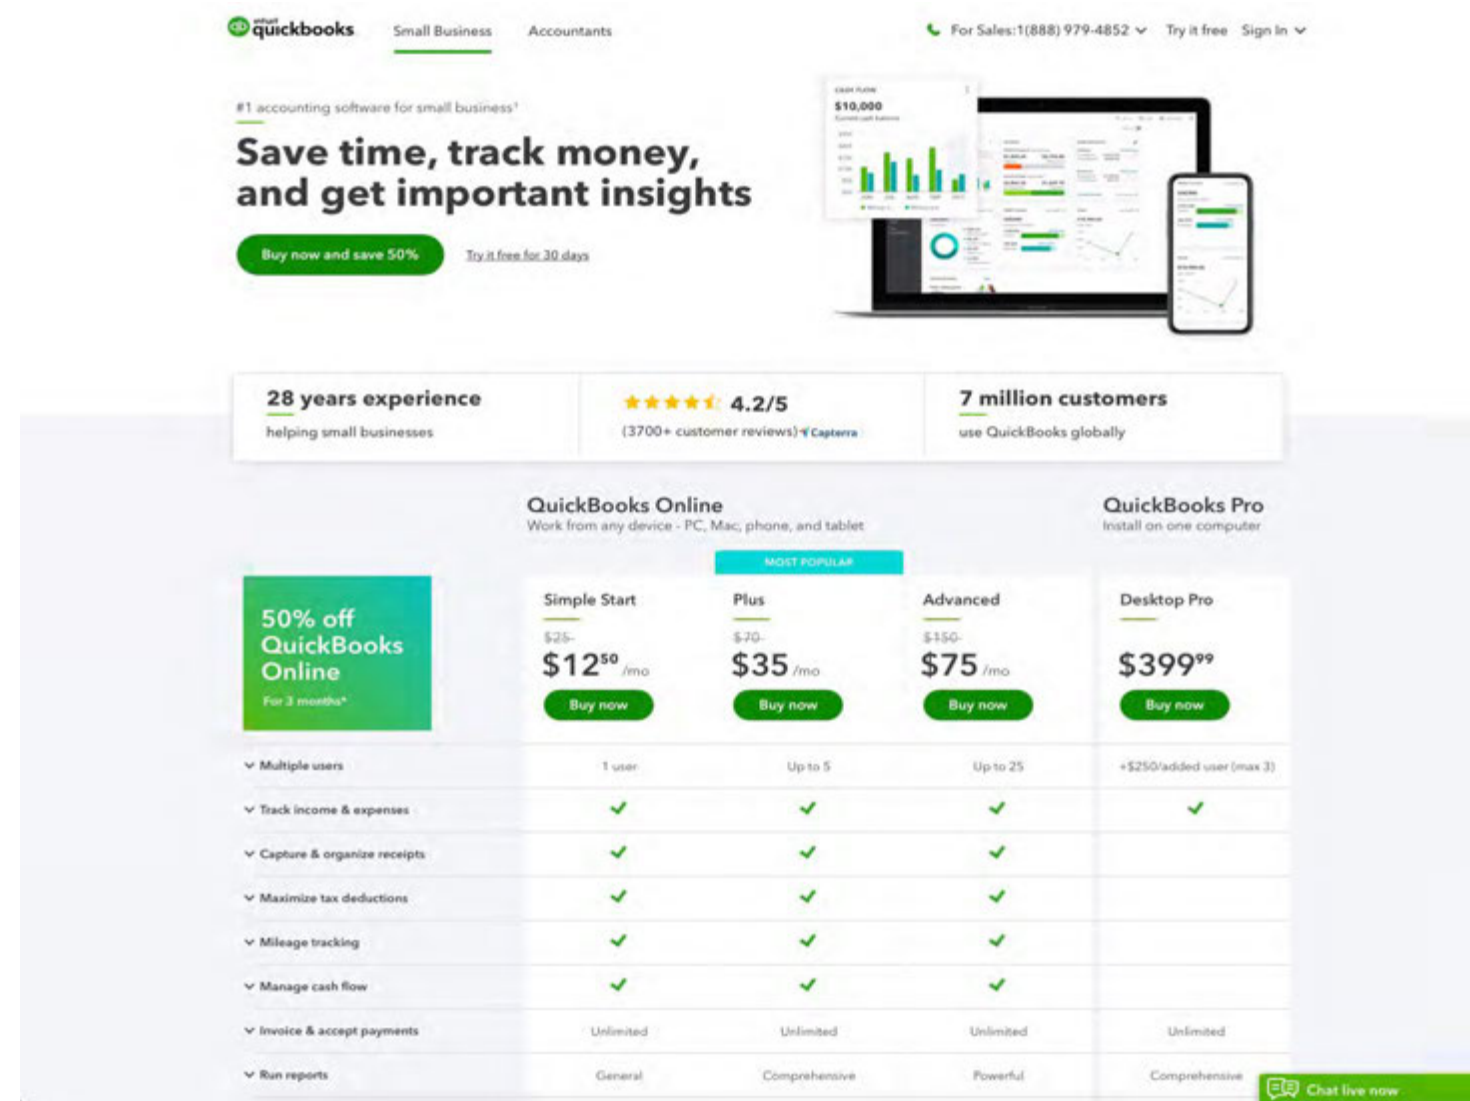 intuit
quickbooks
Small Business
Accountants
For Sales:1(888) 979-4852
Try it free
Sign In
#1 accounting software for small business¹
Save time, track money,
and get important insights
Buy now and save 50%
Try it free for 30 days
CASH FLOW
$10,000
Current cash balance
28 years experience
helping small businesses
4.2/5
(3700+ customer reviews) Capterra
7 million customers
use QuickBooks globally
QuickBooks Online
Work from any device - PC, Mac, phone, and tablet
QuickBooks Pro
Install on one computer
MOST POPULAR
50% off
QuickBooks
Online
For 3 months*
Simple Start
$25
$12⁵⁰ /mo
Buy now
Plus
$70
$35 /mo
Buy now
Advanced
$150
$75 /mo
Buy now
Desktop Pro
$399⁹⁹
Buy now
Multiple users 1 user Up to 5 Up to 25 +$250/added user (max 3)
Track income & expenses
Capture & organize receipts
Maximize tax deductions
Mileage tracking
Manage cash flow
Invoice & accept payments Unlimited Unlimited Unlimited Unlimited
Run reports General Comprehensive Powerful Comprehensive
Chat live now